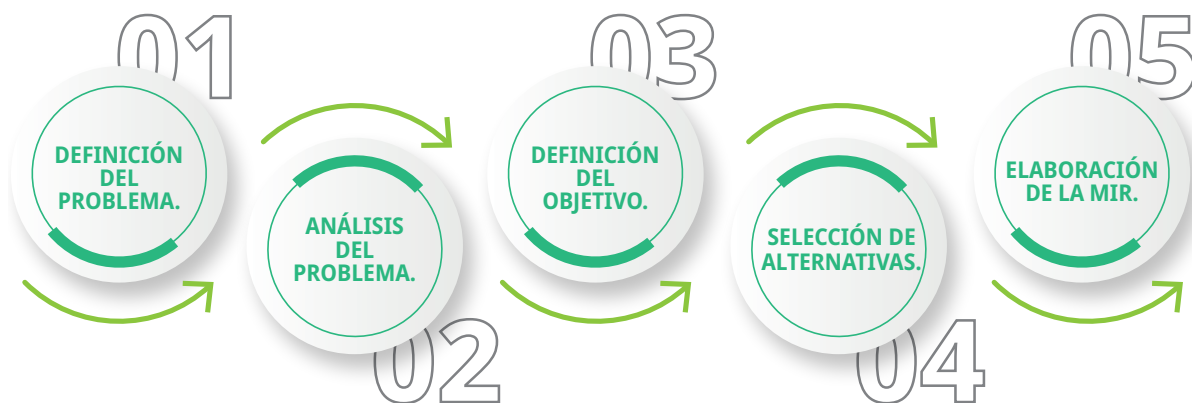 01
DEFINICIÓN
DEL
PROBLEMA.
02
ANÁLISIS
DEL
PROBLEMA.
03
DEFINICIÓN
DEL
OBJETIVO.
04
SELECCIÓN DE
ALTERNATIVAS.
05
ELABORACIÓN
DE LA MIR.